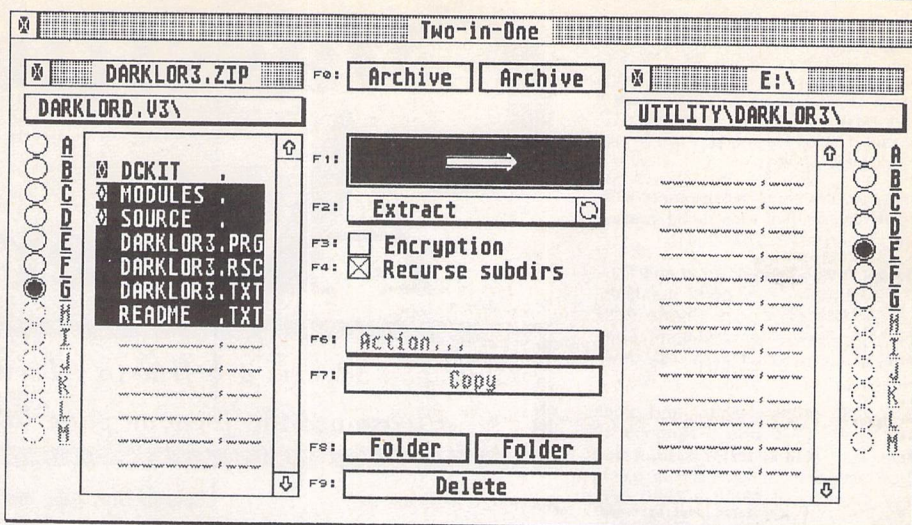 Two-in-One
DARKLOR3.ZIP
DARKLORD.V3\
A
B
C
D
E
F
G
H
I
J
K
L
M
DCKIT .
MODULES .
SOURCE .
DARKLOR3.PRG
DARKLOR3.RSC
DARKLOR3.TXT
README .TXT
F0: Archive Archive
F1:
F2: Extract
F3: Encryption
F4: Recurse subdirs
F6: Action...
F7: Copy
F8: Folder Folder
F9: Delete
E:\
UTILITY\DARKLOR3\
A
B
C
D
E
F
G
H
I
J
K
L
M